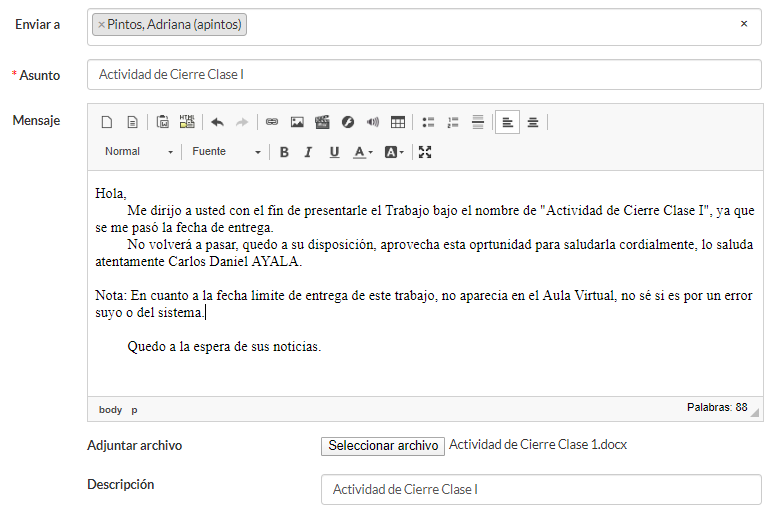 Enviar a
×Pintos, Adriana (apintos)
×
* Asunto
Actividad de Cierre Clase I
Mensaje
HTML
Normal
Fuente
B I U A A
Hola,
Me dirijo a usted con el fin de presentarle el Trabajo bajo el nombre de "Actividad de Cierre Clase I", ya que
se me pasó la fecha de entrega.
No volverá a pasar, quedo a su disposición, aprovecha esta oprtunidad para saludarla cordialmente, lo saluda
atentamente Carlos Daniel AYALA.
Nota: En cuanto a la fecha limite de entrega de este trabajo, no aparecia en el Aula Virtual, no sé si es por un error
suyo o del sistema.
Quedo a la espera de sus noticias.
body p
Palabras: 88
Adjuntar archivo
Seleccionar archivo Actividad de Cierre Clase 1.docx
Descripción
Actividad de Cierre Clase I